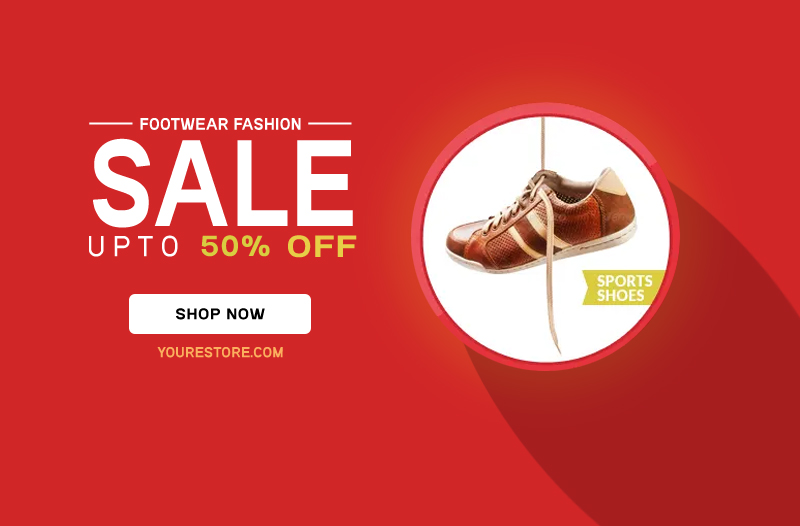 FOOTWEAR FASHION
SALE
UPTO 50% OFF
SHOP NOW
YOURESTORE.COM
SPORTS
SHOES